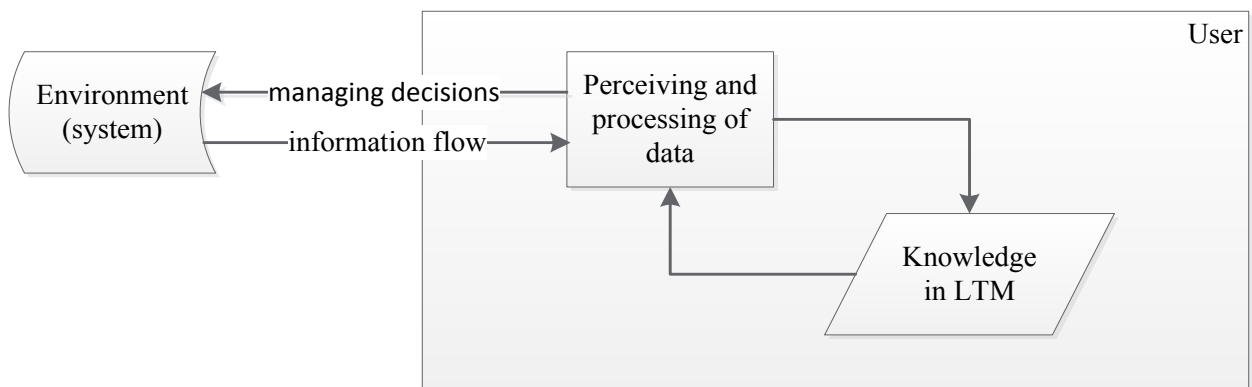 User
Environment
(system)
managing decisions
information flow
Perceiving and
processing of
data
Knowledge
in LTM